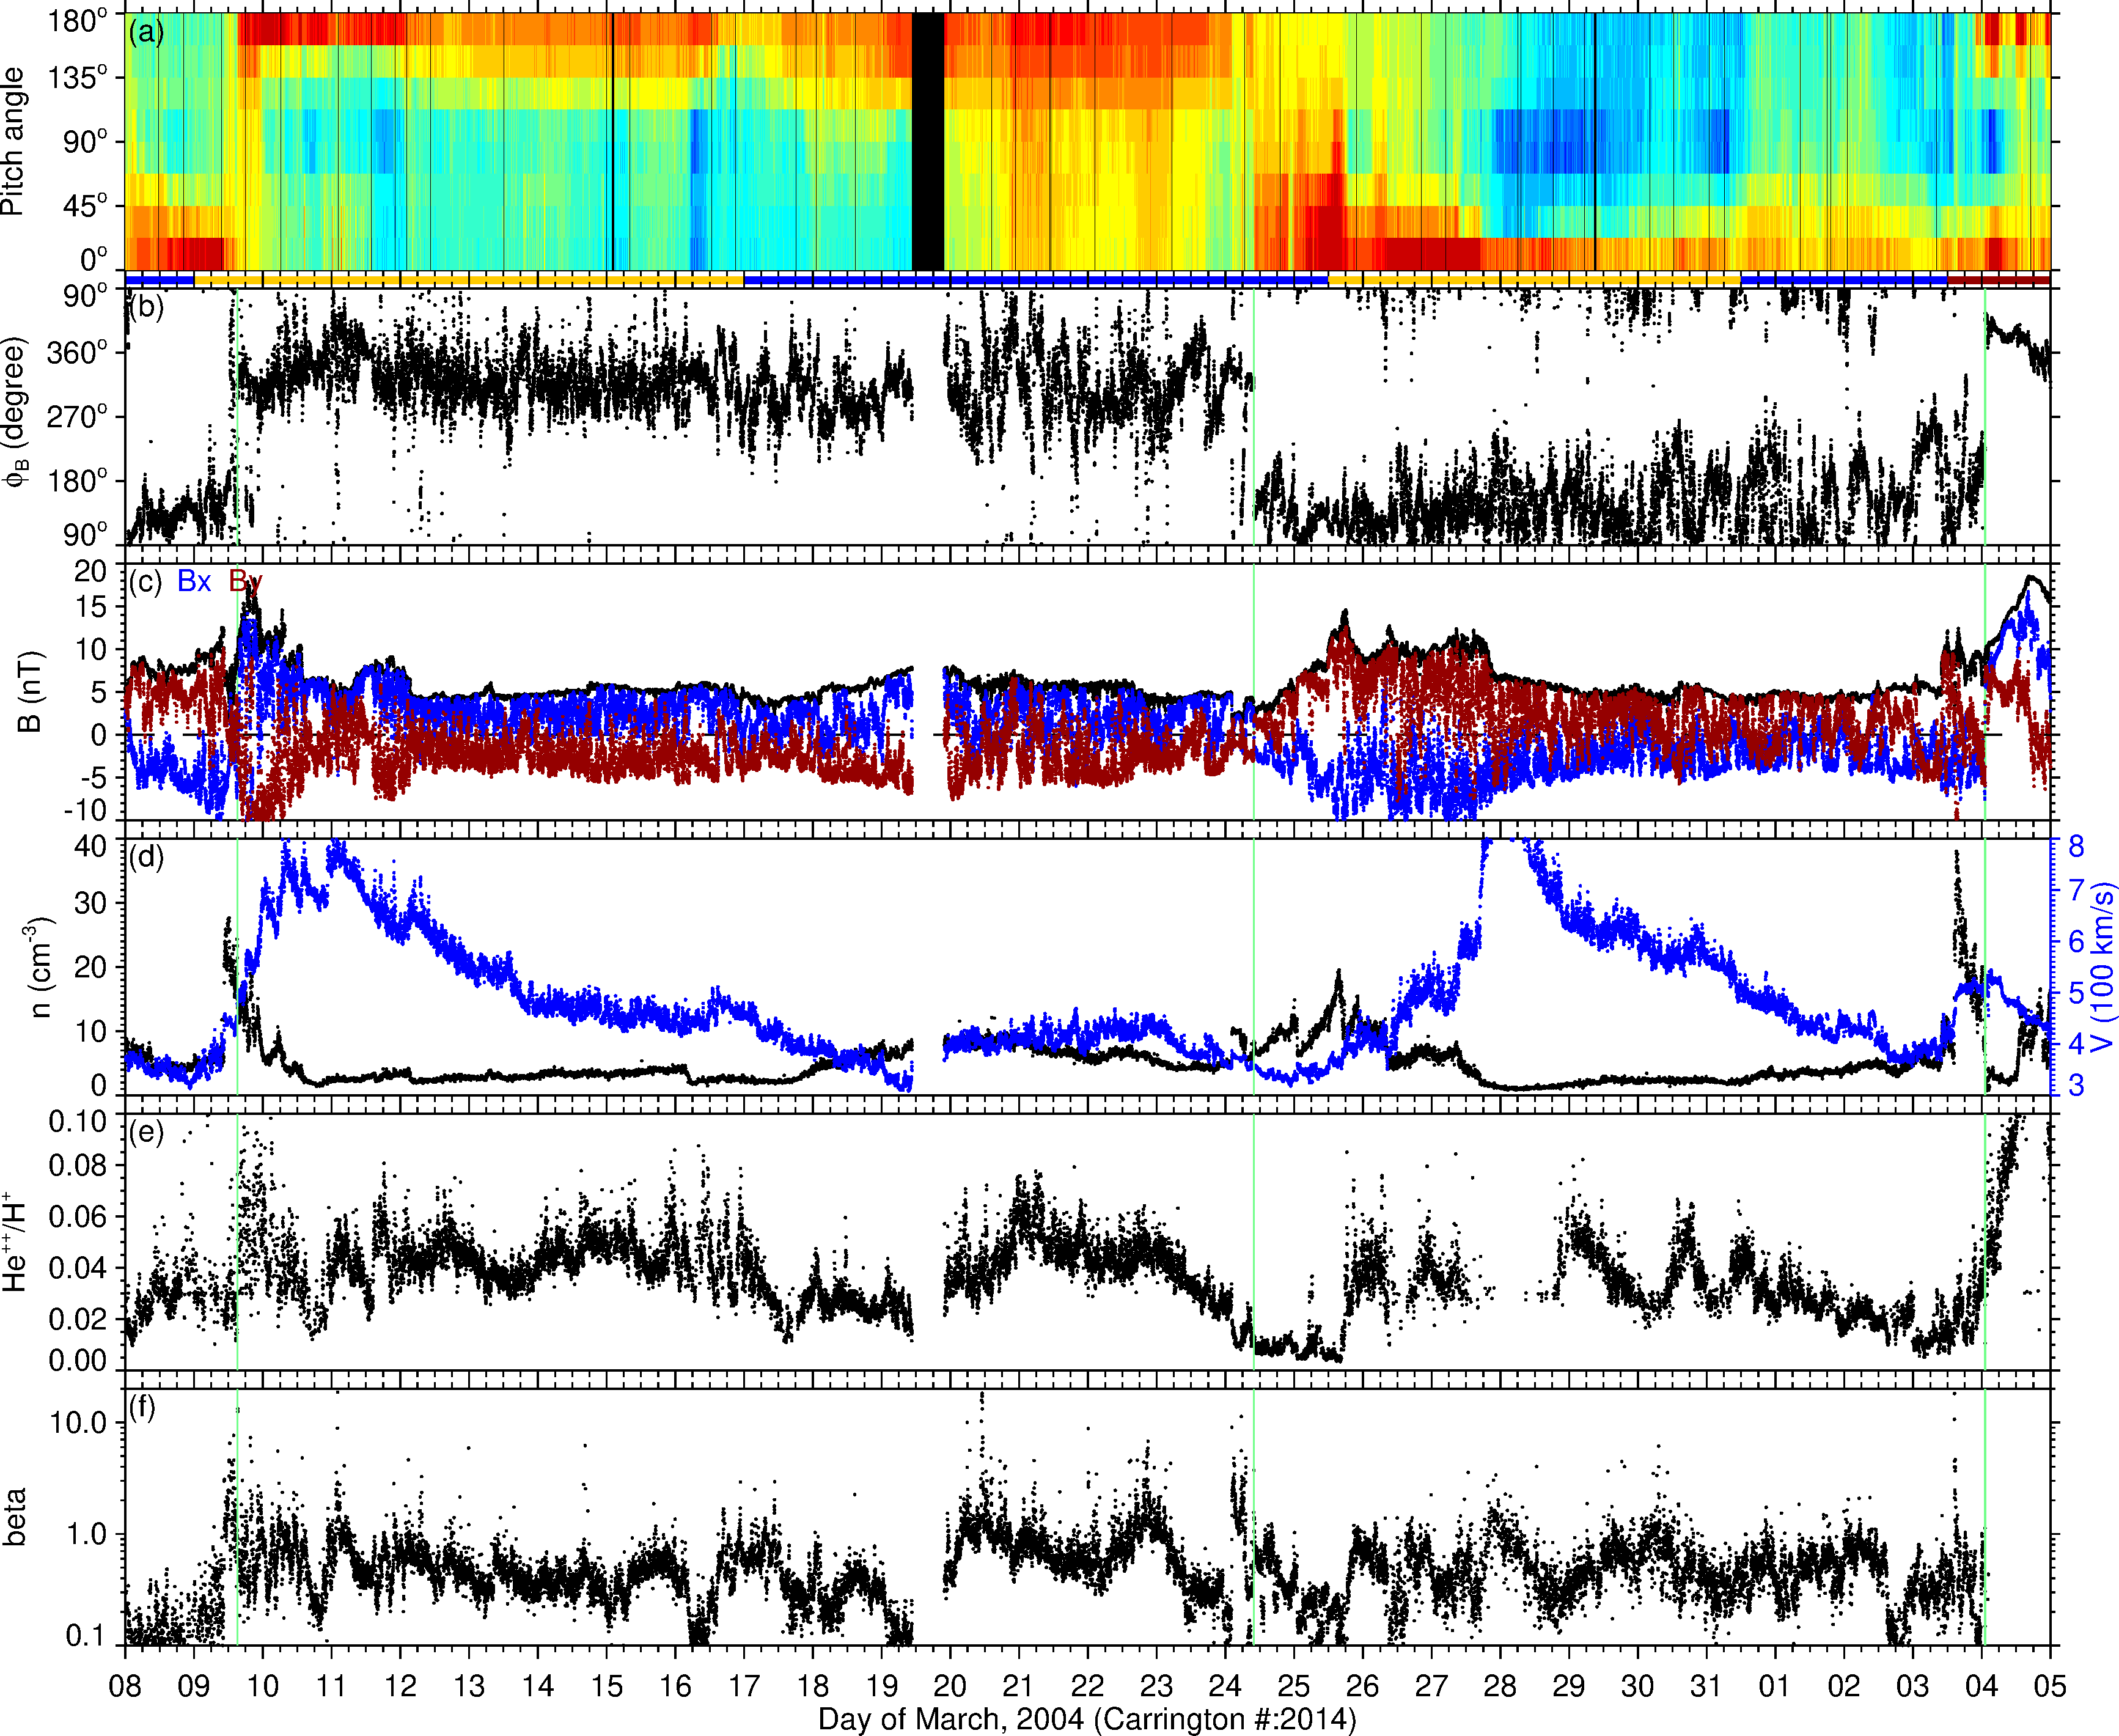 (a)
180°
135°
90°
45°
0°
Pitch angle
(b)
90°
360°
270°
180°
90°
ϕB (degree)
(c) Bx By
20
15
10
5
0
-5
-10
B (nT)
(d)
40
30
20
10
0
n (cm-3)
8
7
6
5
4
3
V (100 km/s)
(e)
0.10
0.08
0.06
0.04
0.02
0.00
He++/H+
(f)
10.0
1.0
0.1
beta
08 09 10 11 12 13 14 15 16 17 18 19 20 21 22 23 24 25 26 27 28 29 30 31 01 02 03 04 05
Day of March, 2004 (Carrington #:2014)